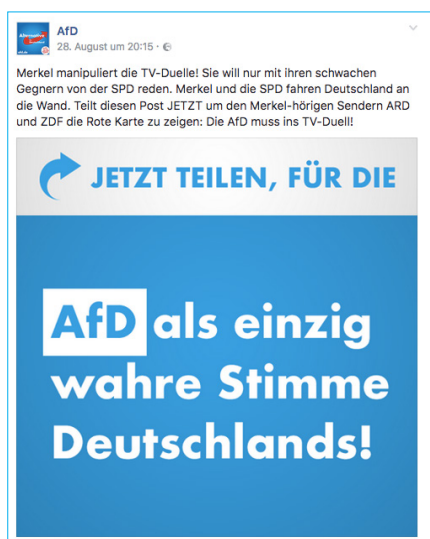 AfD
28. August um 20:15 ·
Merkel manipuliert die TV-Duelle! Sie will nur mit ihren schwachen
Gegnern von der SPD reden. Merkel und die SPD fahren Deutschland an
die Wand. Teilt diesen Post JETZT um den Merkel-hörigen Sendern ARD
und ZDF die Rote Karte zu zeigen: Die AfD muss ins TV-Duell!
JETZT TEILEN, FÜR DIE
AfD als einzig
wahre Stimme
Deutschlands!